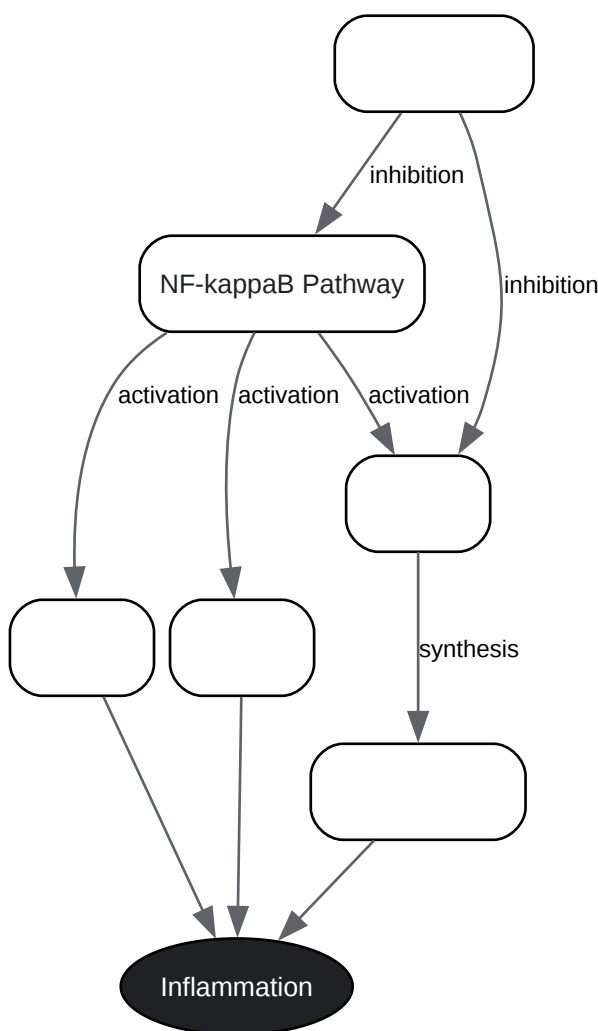 inhibition
NF-kappaB Pathway
inhibition
activation
activation
activation
synthesis
Inflammation